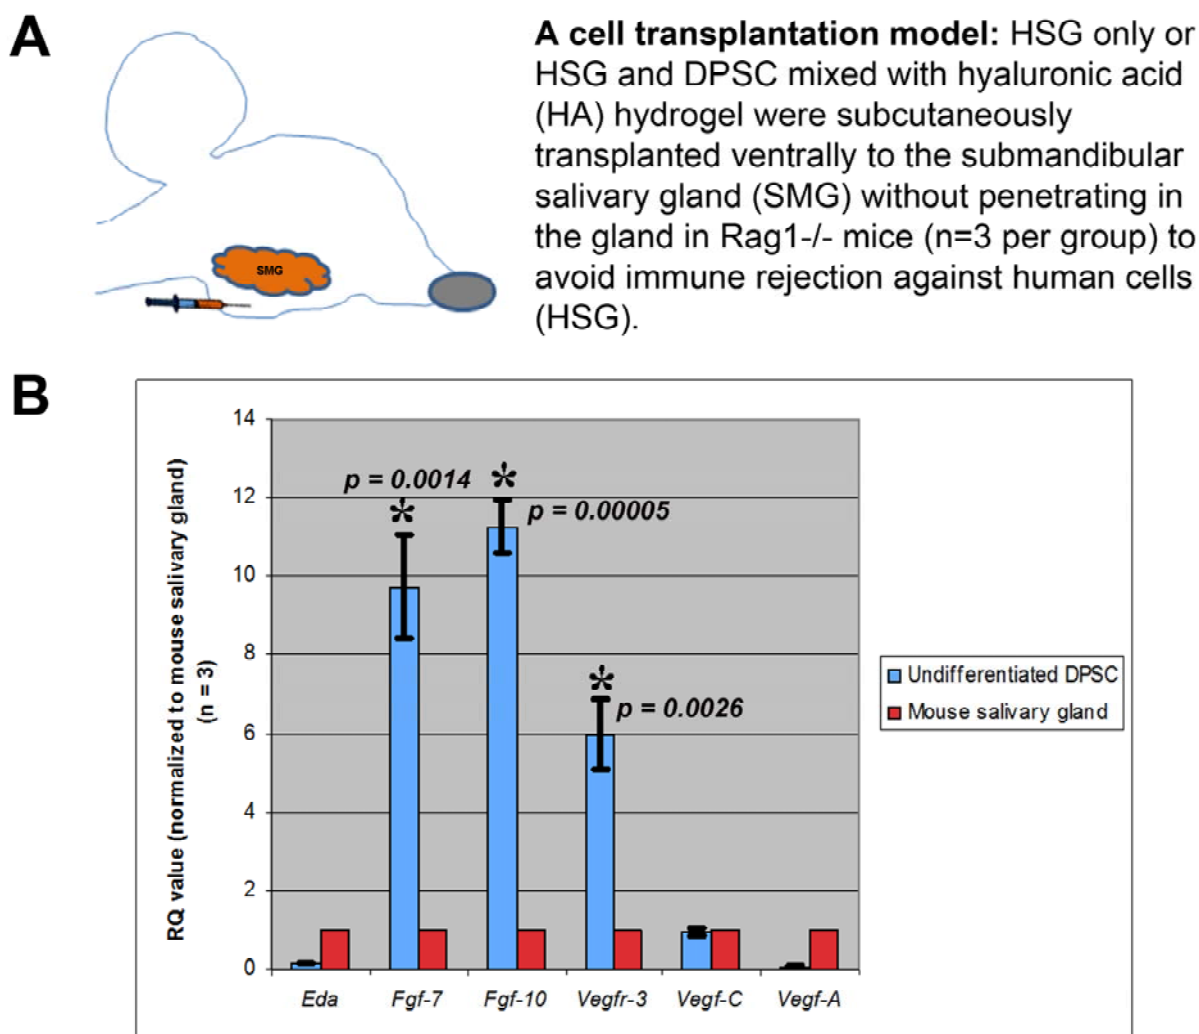 A
A cell transplantation model: HSG only or
HSG and DPSC mixed with hyaluronic acid
(HA) hydrogel were subcutaneously
transplanted ventrally to the submandibular
salivary gland (SMG) without penetrating in
the gland in Rag1-/- mice (n=3 per group) to
avoid immune rejection against human cells
(HSG).
SMG
B
RQ value (normalized to mouse salivary gland)
(n = 3)
14
12
10
8
6
4
2
0
p = 0.0014
*
*
p = 0.00005
*
p = 0.0026
Eda
Fgf-7
Fgf-10
Vegfr-3
Vegf-C
Vegf-A
Undifferentiated DPSC
Mouse salivary gland